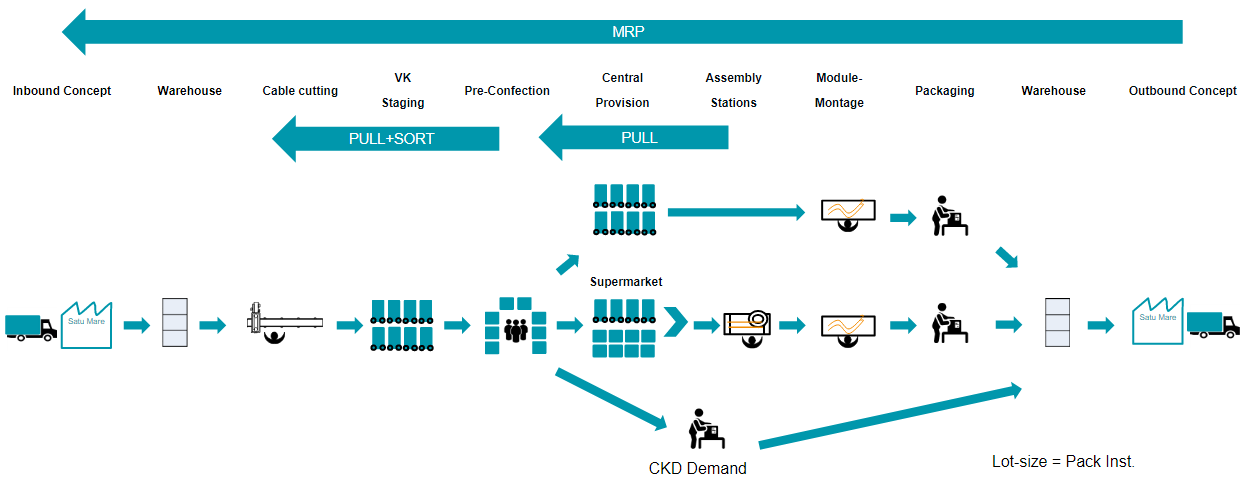 MRP
Inbound Concept
Warehouse
Cable cutting
VK
Staging
Pre-Confection
Central
Provision
Assembly
Stations
Module-
Montage
Packaging
Warehouse
Outbound Concept
PULL+SORT
PULL
Supermarket
Satu Mare
Satu Mare
CKD Demand
Lot-size = Pack Inst.